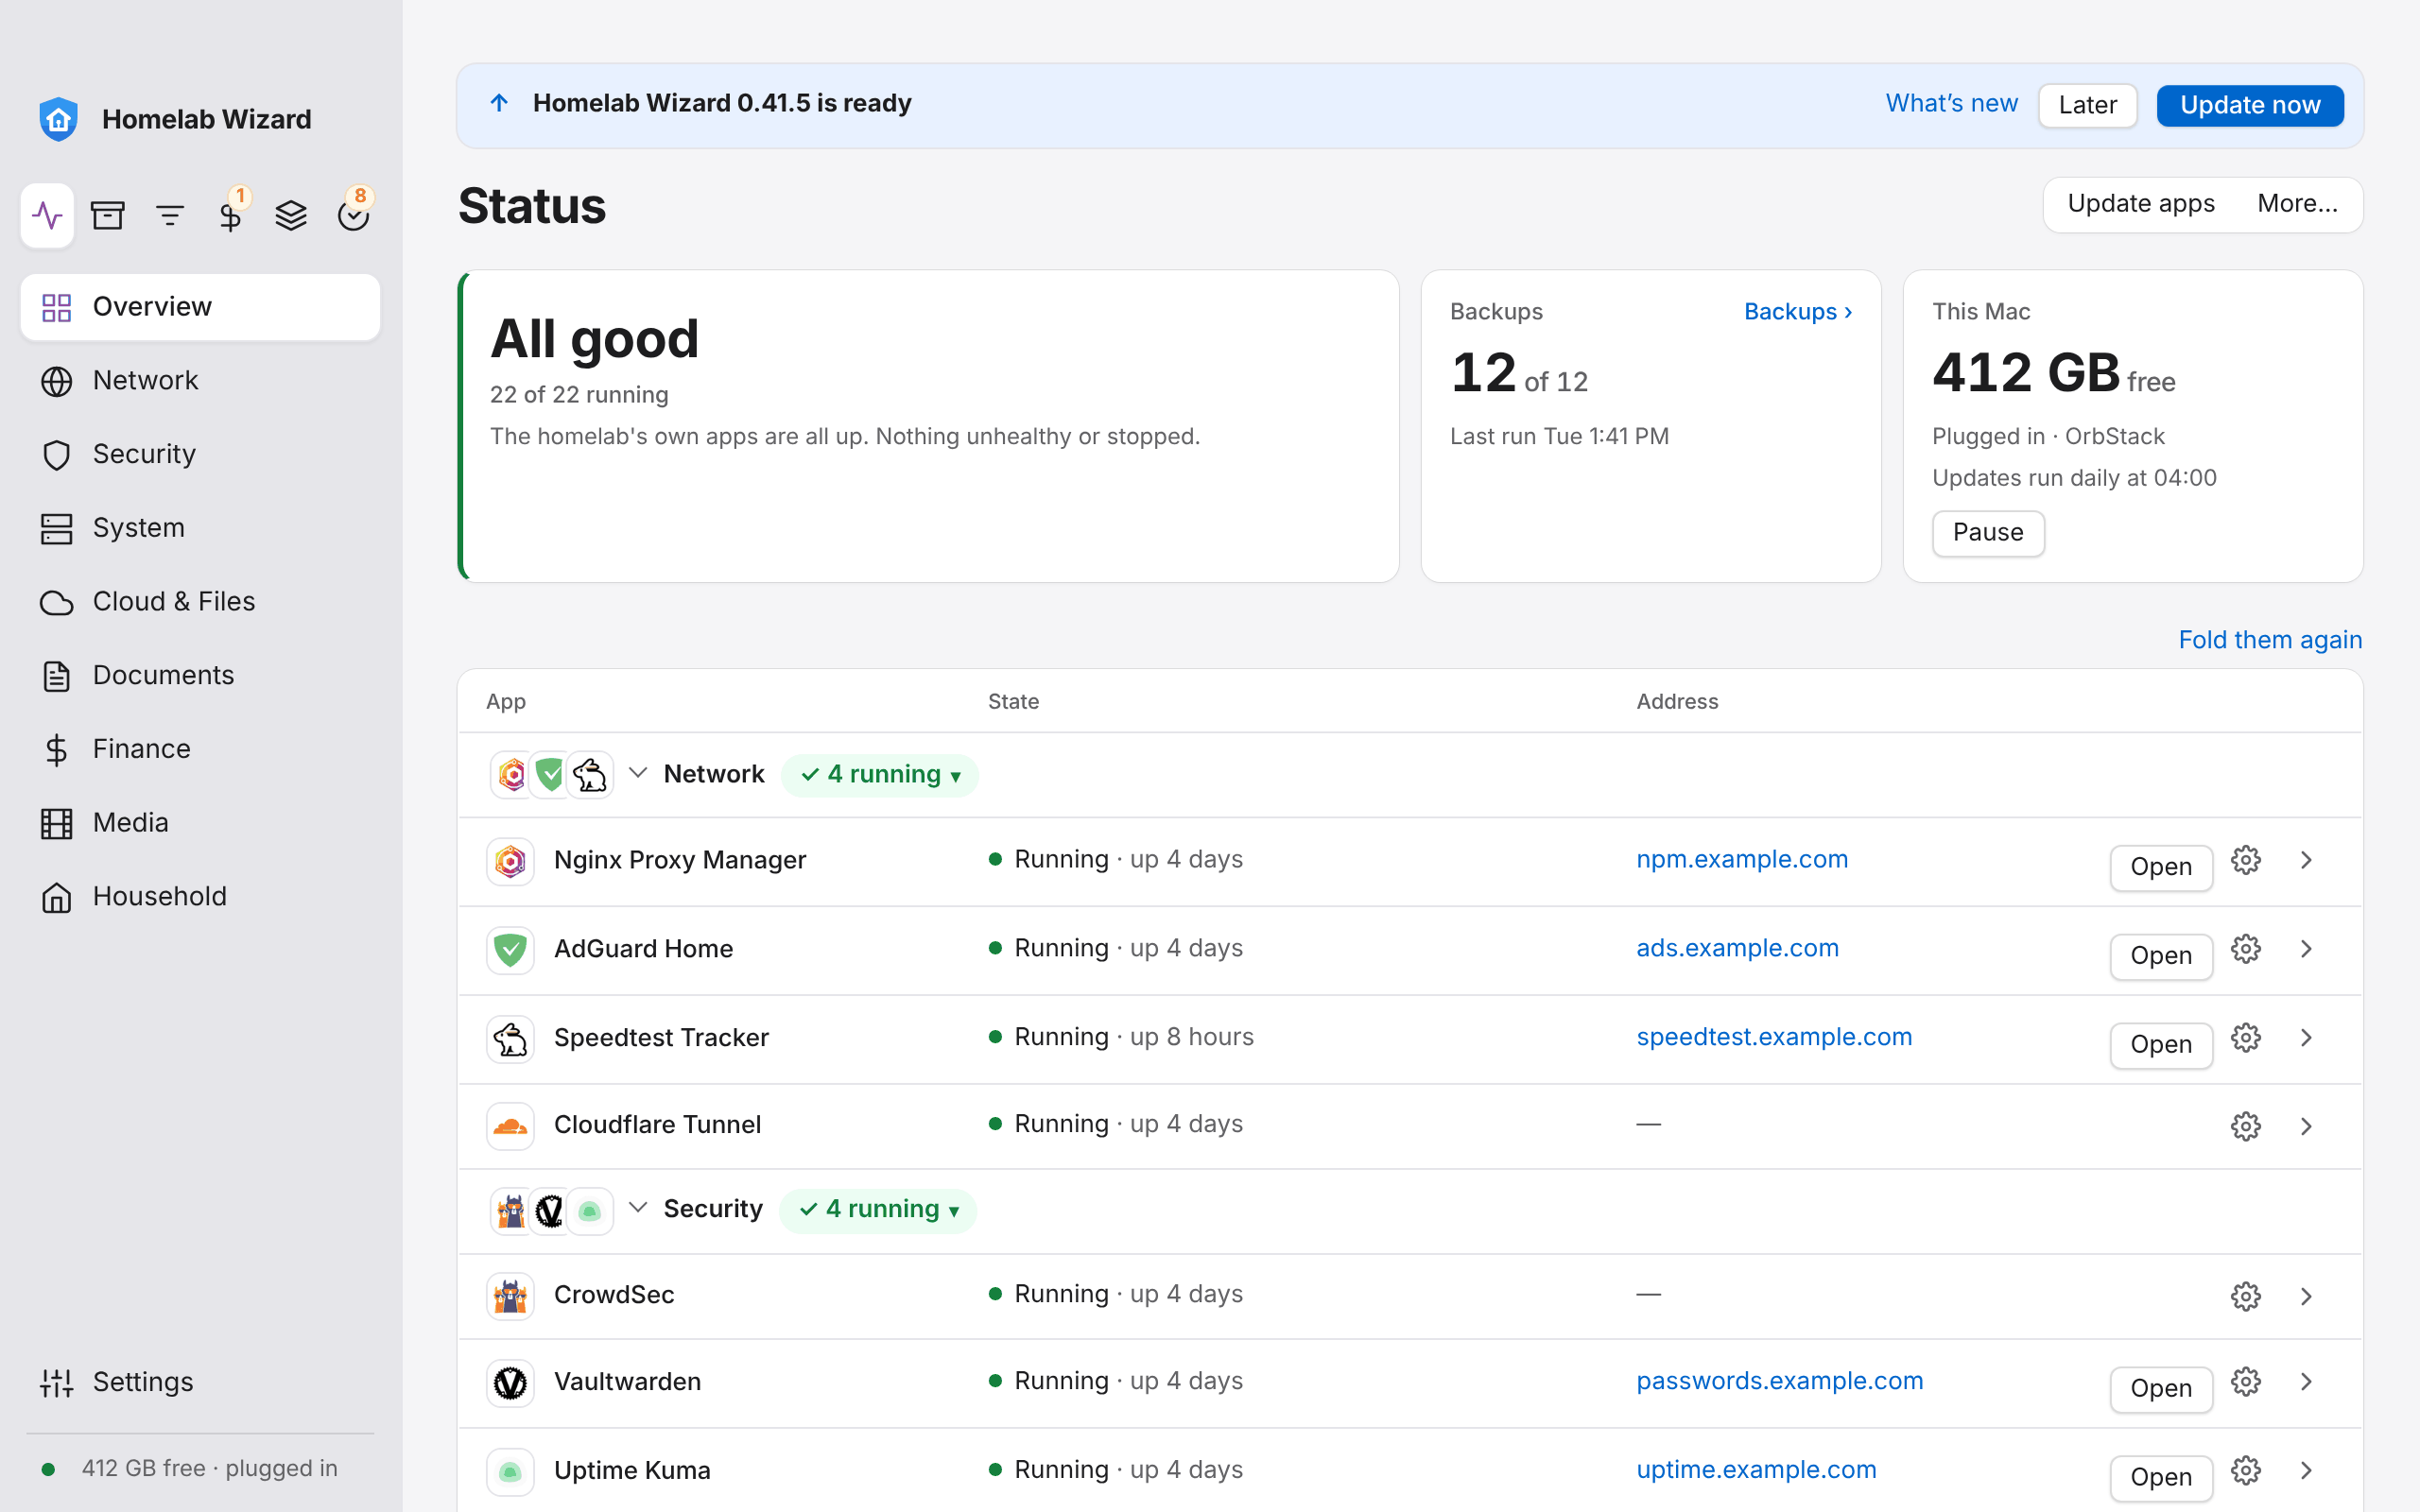 Homelab Wizard
1
8
Overview
Network
Security
System
Cloud & Files
Documents
Finance
Media
Household
Settings
412 GB free · plugged in
Homelab Wizard 0.41.5 is ready
What’s new
Later
Update now
Status
Update apps
More...
All good
22 of 22 running
The homelab's own apps are all up. Nothing unhealthy or stopped.
Backups
Backups ›
12 of 12
Last run Tue 1:41 PM
This Mac
412 GB free
Plugged in · OrbStack
Updates run daily at 04:00
Pause
Fold them again
App State Address
Network ✓ 4 running ▾
Nginx Proxy Manager Running · up 4 days npm.example.com Open
AdGuard Home Running · up 4 days ads.example.com Open
Speedtest Tracker Running · up 8 hours speedtest.example.com Open
Cloudflare Tunnel Running · up 4 days —
Security ✓ 4 running ▾
CrowdSec Running · up 4 days —
Vaultwarden Running · up 4 days passwords.example.com Open
Uptime Kuma Running · up 4 days uptime.example.com Open